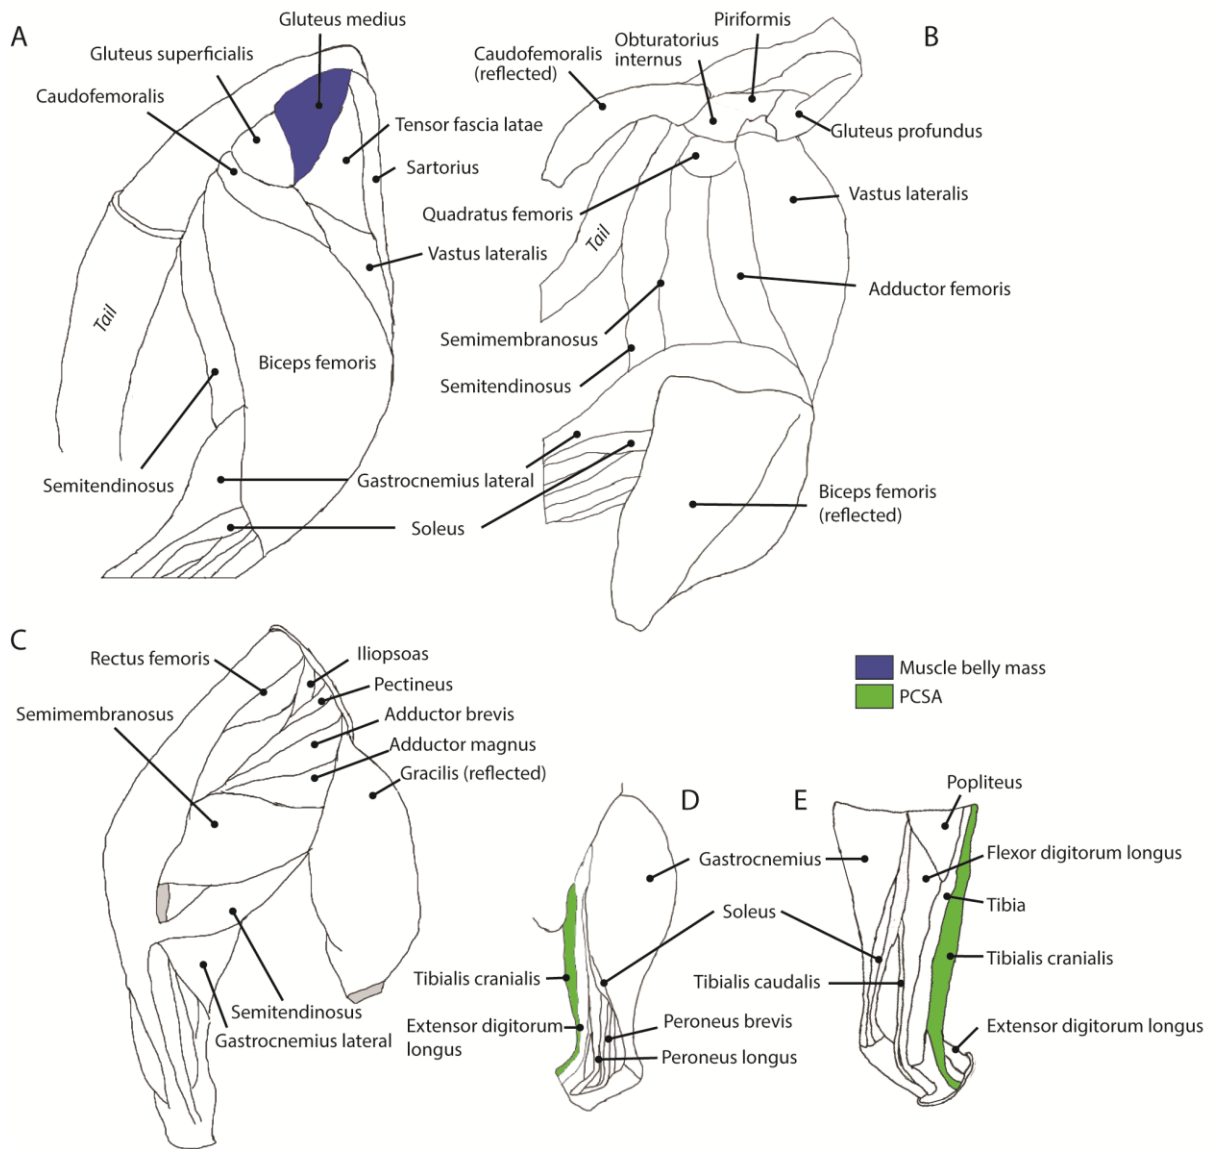 A
Gluteus medius
Gluteus superficialis
Caudofemoralis
Tensor fascia latae
Sartorius
Vastus lateralis
Tail
Biceps femoris
Semitendinosus
Gastrocnemius lateral
Soleus
B
Piriformis
Obturatorius
internus
Caudofemoralis
(reflected)
Gluteus profundus
Quadratus femoris
Vastus lateralis
Tail
Adductor femoris
Semimembranosus
Semitendinosus
Biceps femoris
(reflected)
C
Rectus femoris
Iliopsoas
Pectineus
Semimembranosus
Adductor brevis
Adductor magnus
Gracilis (reflected)
Semitendinosus
Gastrocnemius lateral
Muscle belly mass
PCSA
D
E
Popliteus
Gastrocnemius
Flexor digitorum longus
Soleus
Tibia
Tibialis cranialis
Tibialis caudalis
Tibialis cranialis
Extensor digitorum
longus
Peroneus brevis
Peroneus longus
Extensor digitorum longus